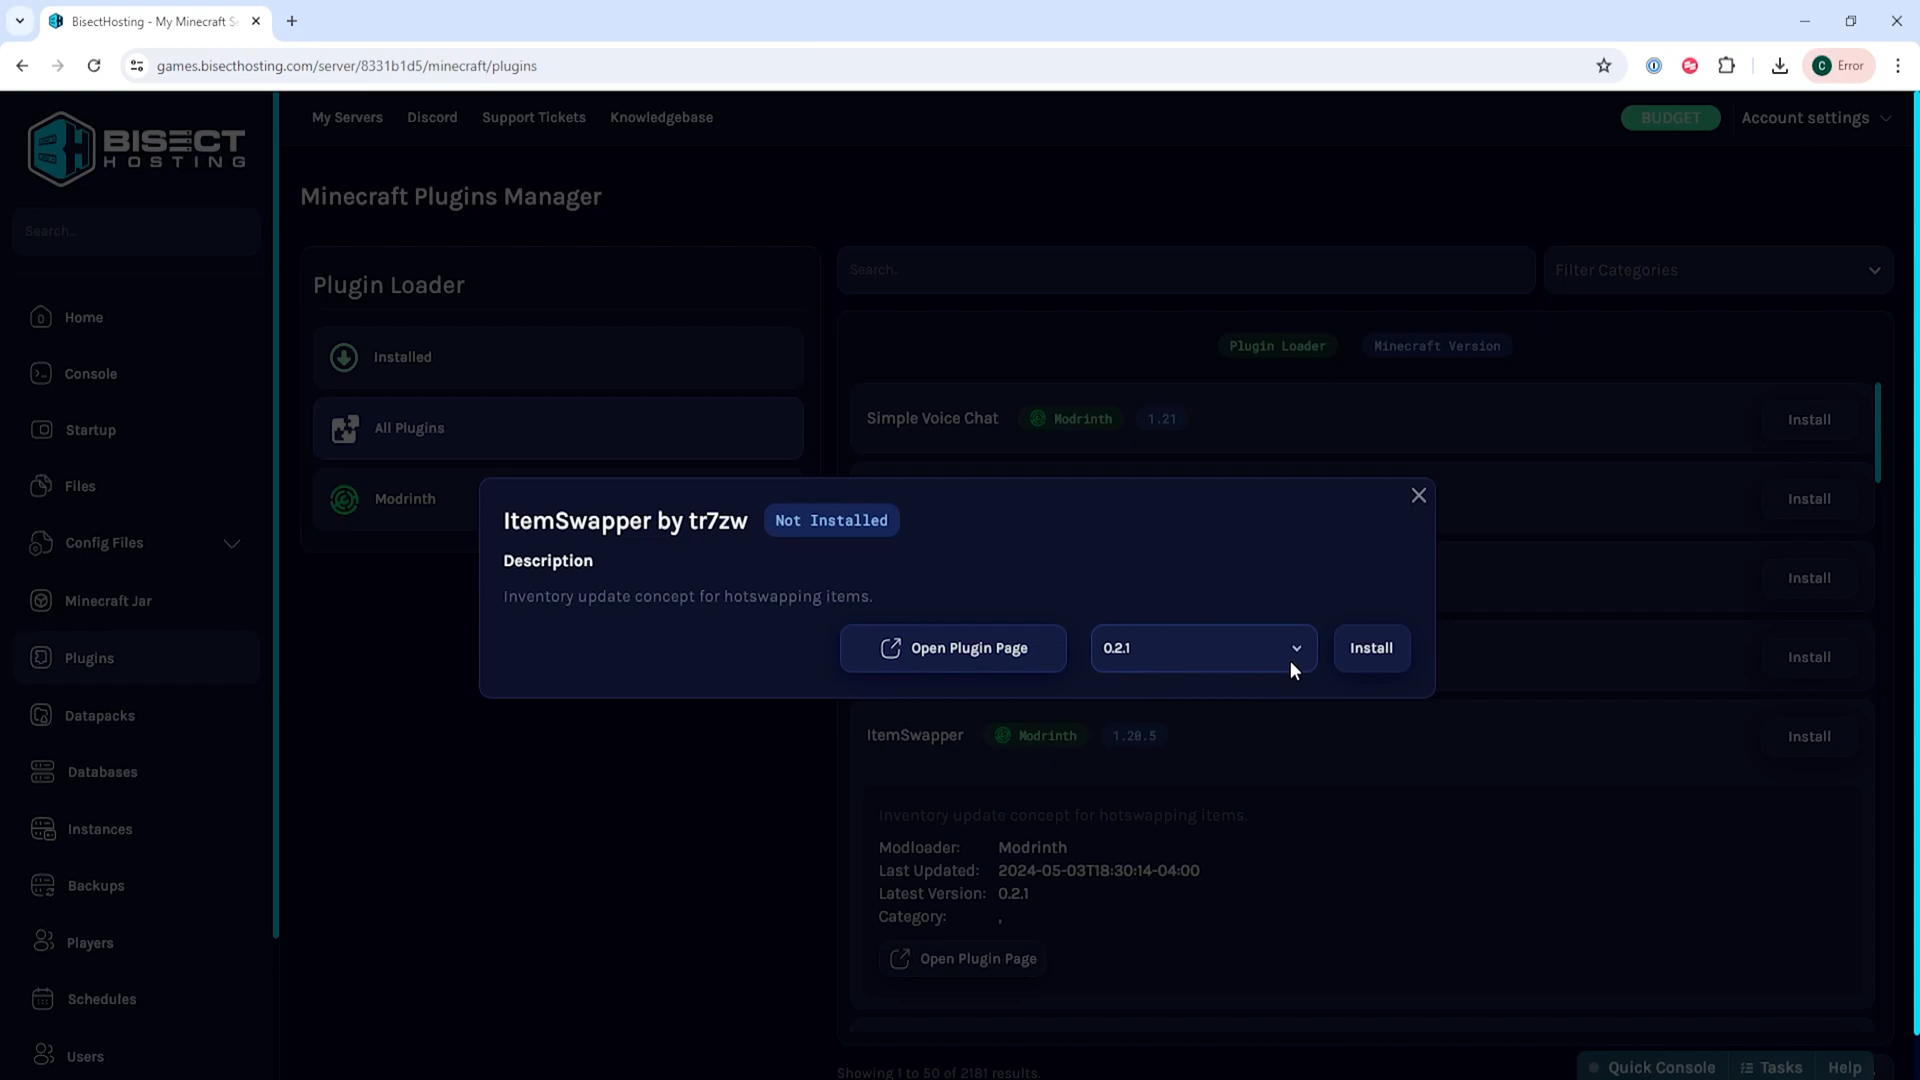 BisectHosting - My Minecraft S
games.bisecthosting.com/server/8331b1d5/minecraft/plugins
C Error
BISECT
HOSTING
My Servers Discord Support Tickets Knowledgebase
BUDGET Account settings
Search..
Minecraft Plugins Manager
Plugin Loader
Installed
All Plugins
Modrinth
Search.. Filter Categories
Plugin Loader Minecraft Version
Simple Voice Chat Modrinth 1.21 Install
Install
Install
Install
ItemSwapper by tr7zw Not Installed
Description
Inventory update concept for hotswapping items.
Open Plugin Page 0.2.1 Install
ItemSwapper Modrinth 1.20.5 Install
Inventory update concept for hotswapping items.
Modloader: Modrinth
Last Updated: 2024-05-03T18:30:14-04:00
Latest Version: 0.2.1
Category: ,
Open Plugin Page
Showing 1 to 50 of 2181 results.
Home
Console
Startup
Files
Config Files
Minecraft Jar
Plugins
Datapacks
Databases
Instances
Backups
Players
Schedules
Users
Quick Console Tasks Help